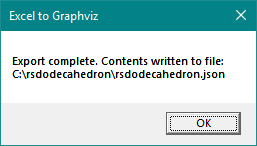 Excel to Graphviz
Export complete. Contents written to file:
C:\rsdodecahedron\rsdodecahedron.json
OK